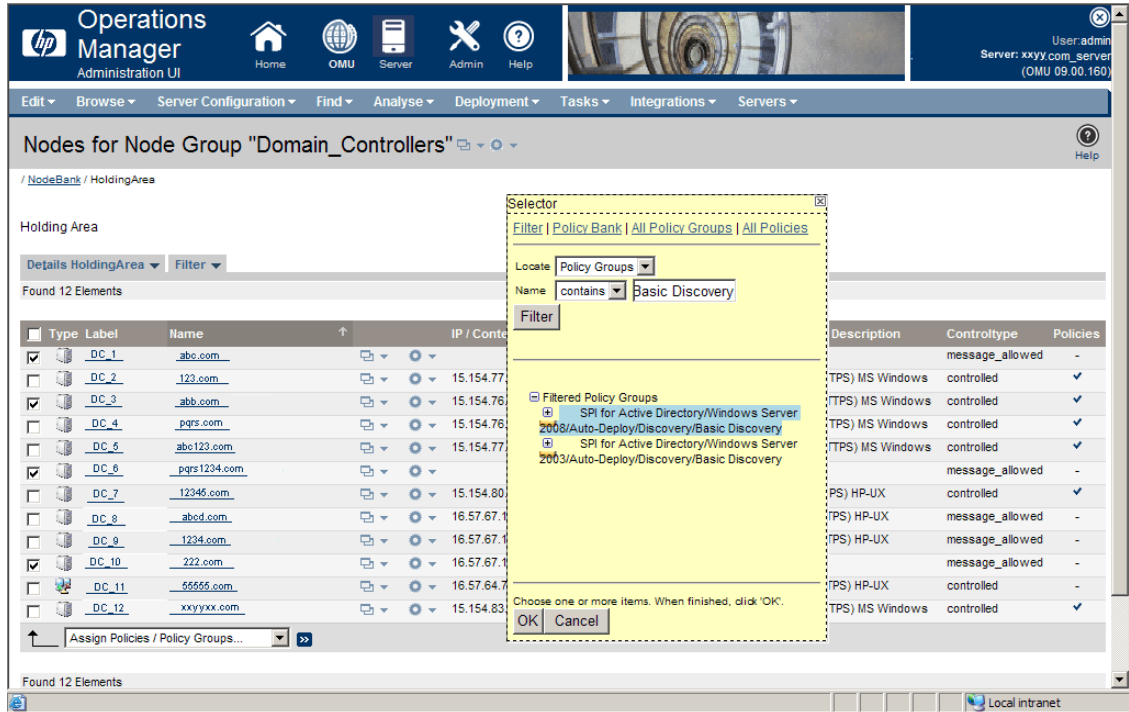 Operations
Manager
Administration UI
hp
Home
OMU
Server
Admin
Help
User:admin
Server: xxyy.com_server
(OMU 09.00.160)
Edit Browse Server Configuration Find Analyse Deployment Tasks Integrations Servers
Nodes for Node Group "Domain_Controllers"
Help
/ NodeBank / HoldingArea
Holding Area
Details HoldingArea Filter
Found 12 Elements
Type Label Name IP / Conte Description Controltype Policies
DC_1 abc.com message_allowed -
DC_2 123.com 15.154.77. TPS) MS Windows controlled
DC_3 abb.com 15.154.76. TTPS) MS Windows controlled
DC_4 pqrs.com 15.154.76. TPS) MS Windows controlled
DC_5 abc123.com 15.154.77. TTPS) MS Windows controlled
DC_6 pqrs1234.com message_allowed -
DC_7 12345.com 15.154.80. PS) HP-UX controlled
DC_8 abcd.com 16.57.67.1 TPS) HP-UX message_allowed -
DC_9 1234.com 16.57.67.1 TPS) HP-UX message_allowed -
DC_10 222.com 16.57.67.1 message_allowed -
DC_11 55555.com 16.57.64.7 TPS) HP-UX controlled -
DC_12 xxyyxx.com 15.154.83. TPS) MS Windows controlled
Assign Policies / Policy Groups...
Found 12 Elements
Selector
Filter | Policy Bank | All Policy Groups | All Policies
Locate Policy Groups
Name contains Basic Discovery
Filter
Filtered Policy Groups
SPI for Active Directory/Windows Server
2008/Auto-Deploy/Discovery/Basic Discovery
SPI for Active Directory/Windows Server
2003/Auto-Deploy/Discovery/Basic Discovery
Choose one or more items. When finished, click 'OK'.
OK Cancel
Local intranet